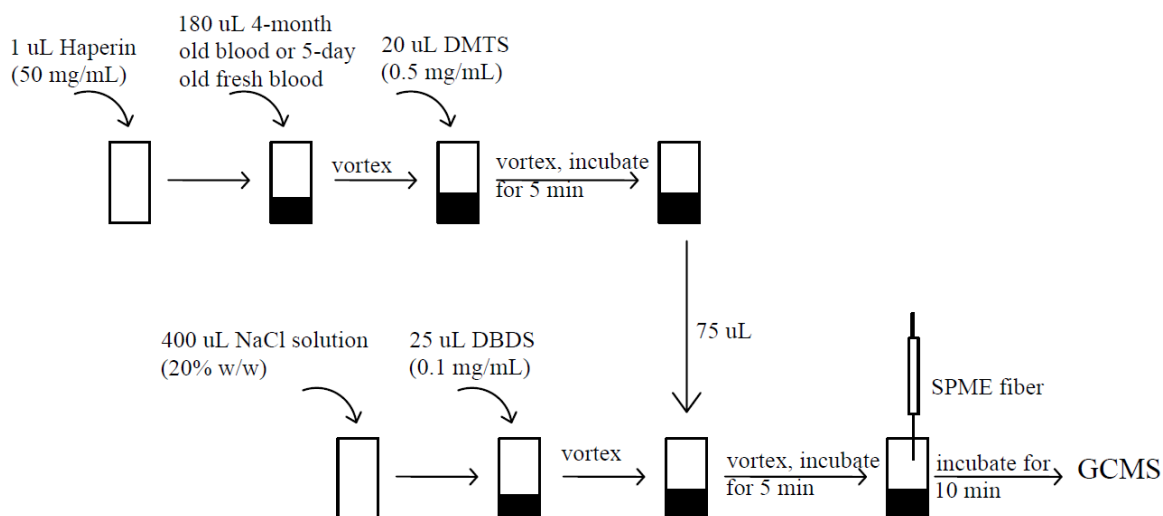 1 uL Haperin
(50 mg/mL)
180 uL 4-month
old blood or 5-day
old fresh blood
20 uL DMTS
(0.5 mg/mL)
vortex
vortex, incubate
for 5 min
75 uL
400 uL NaCl solution
(20% w/w)
25 uL DBDS
(0.1 mg/mL)
vortex
vortex, incubate
for 5 min
SPME fiber
incubate for
10 min
GCMS